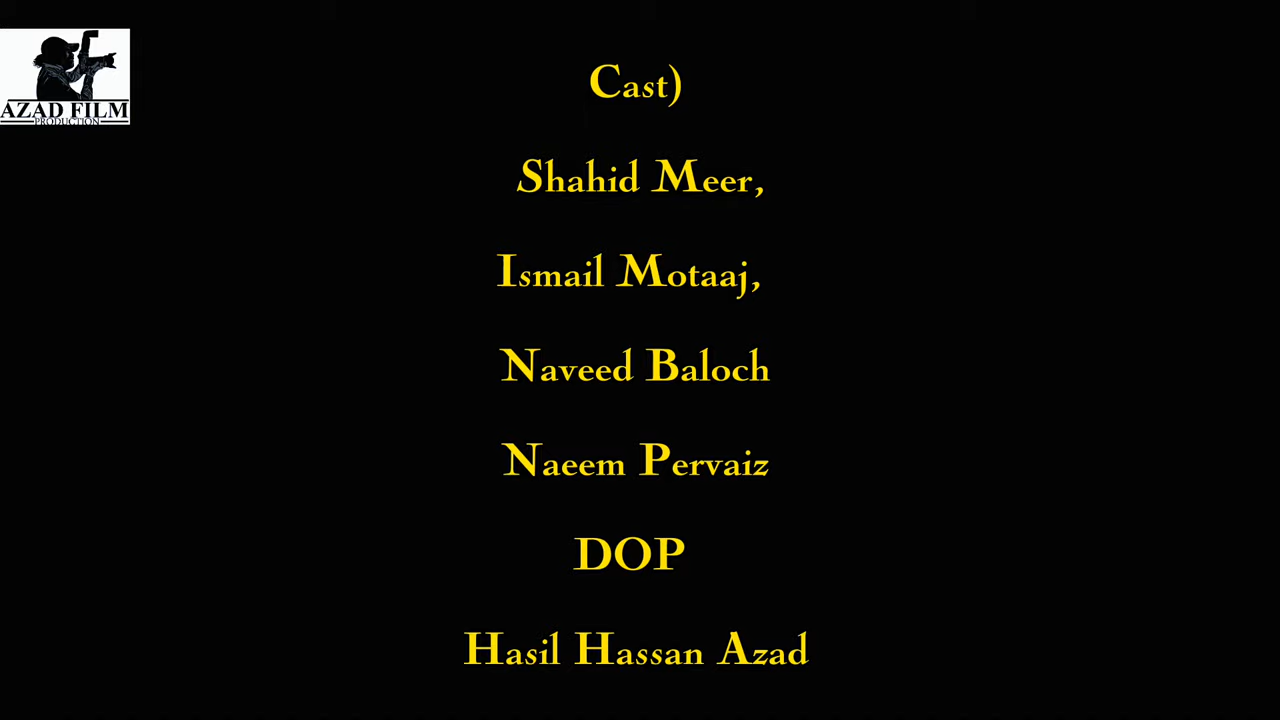 AZAD FILM
PRODUCTION
Cast)
Shahid Meer,
Ismail Motaaj,
Naveed Baloch
Naeem Pervaiz
DOP
Hasil Hassan Azad